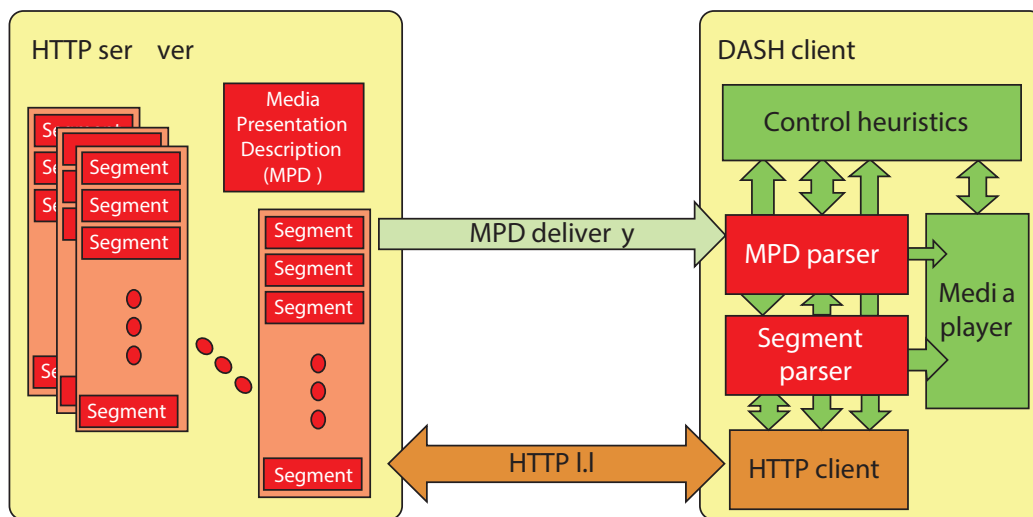 HTTP ser ver
Media
Presentation
Description
(MPD )
Segment
Segment
Segment
Segment
Segment
Segment
Segment
Segment
MPD deliver y
HTTP l.l
DASH client
Control heuristics
MPD parser
Segment
parser
Medi a
player
HTTP client